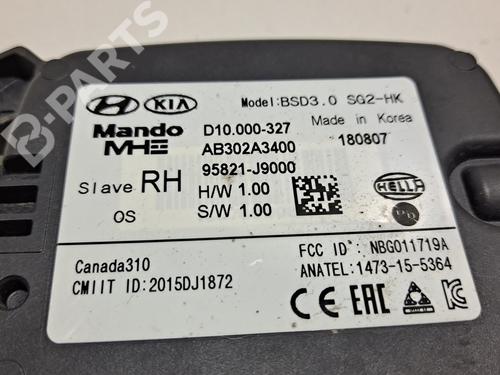 B-PARTS
HYUNDAI KIA Model:BSD3.0 SG2-HK
Mando D10.000-327 Made in Korea
MHE AB302A3400 180807
95821-J9000
Slave RH H/W 1.00 HELLA
OS S/W 1.00
FCC ID : NBG011719A
Canada310 ANATEL:1473-15-5364
CMIIT ID:2015DJ1872
CE EAC